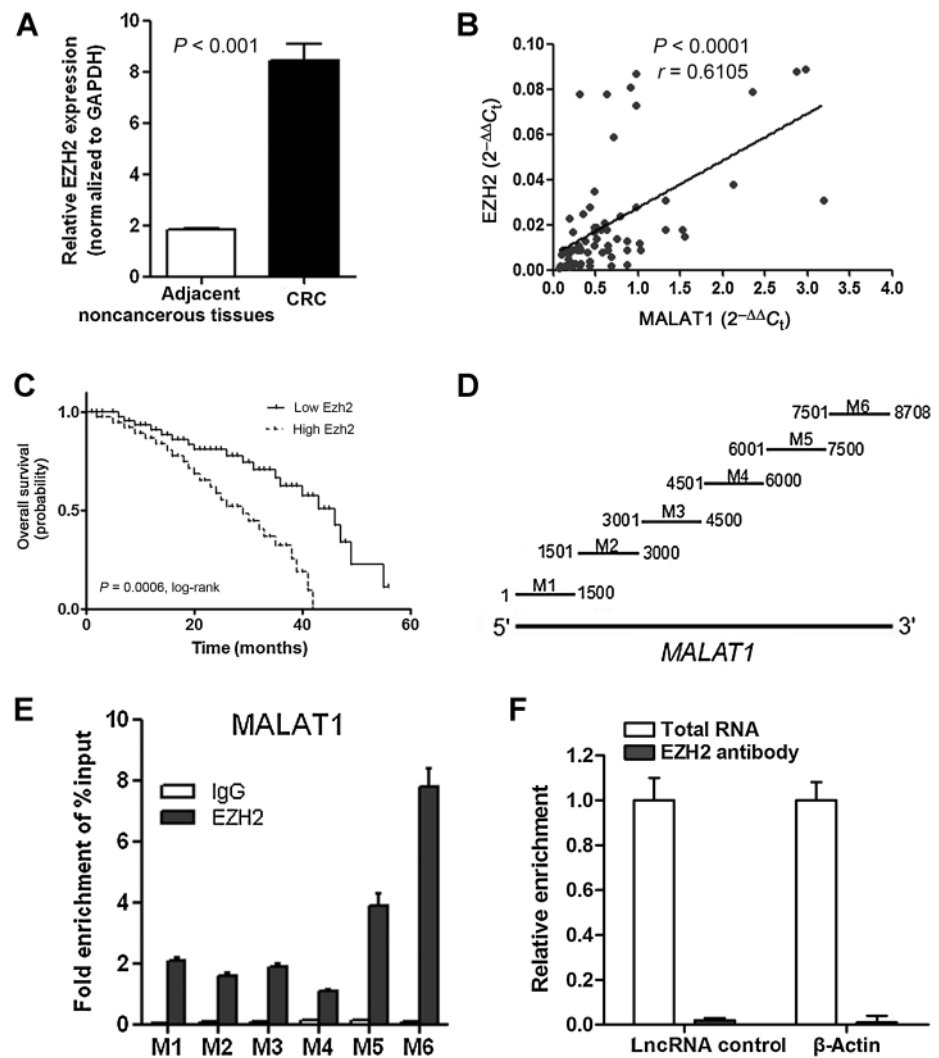 A
Relative EZH2 expression
(normalized to GAPDH)
10
8
6
4
2
0
P < 0.001
Adjacent
noncancerous tissues
CRC
B
EZH2 (2−ΔΔCt)
0.10
0.08
0.06
0.04
0.02
0.00
P < 0.0001
r = 0.6105
0.0 0.5 1.0 1.5 2.0 2.5 3.0 3.5 4.0
MALAT1 (2−ΔΔCt)
C
Overall survival
(probability)
1.0
0.5
0.0
Low Ezh2
High Ezh2
P = 0.0006, log-rank
0 20 40 60
Time (months)
D
7501 M6 8708
6001 M5 7500
4501 M4 6000
3001 M3 4500
1501 M2 3000
1 M1 1500
5' 3'
MALAT1
E
Fold enrichment of %input
10
8
6
4
2
0
MALAT1
IgG
EZH2
M1 M2 M3 M4 M5 M6
F
Total RNA
EZH2 antibody
Relative enrichment
1.2
1.0
0.8
0.6
0.4
0.2
0.0
LncRNA control β-Actin